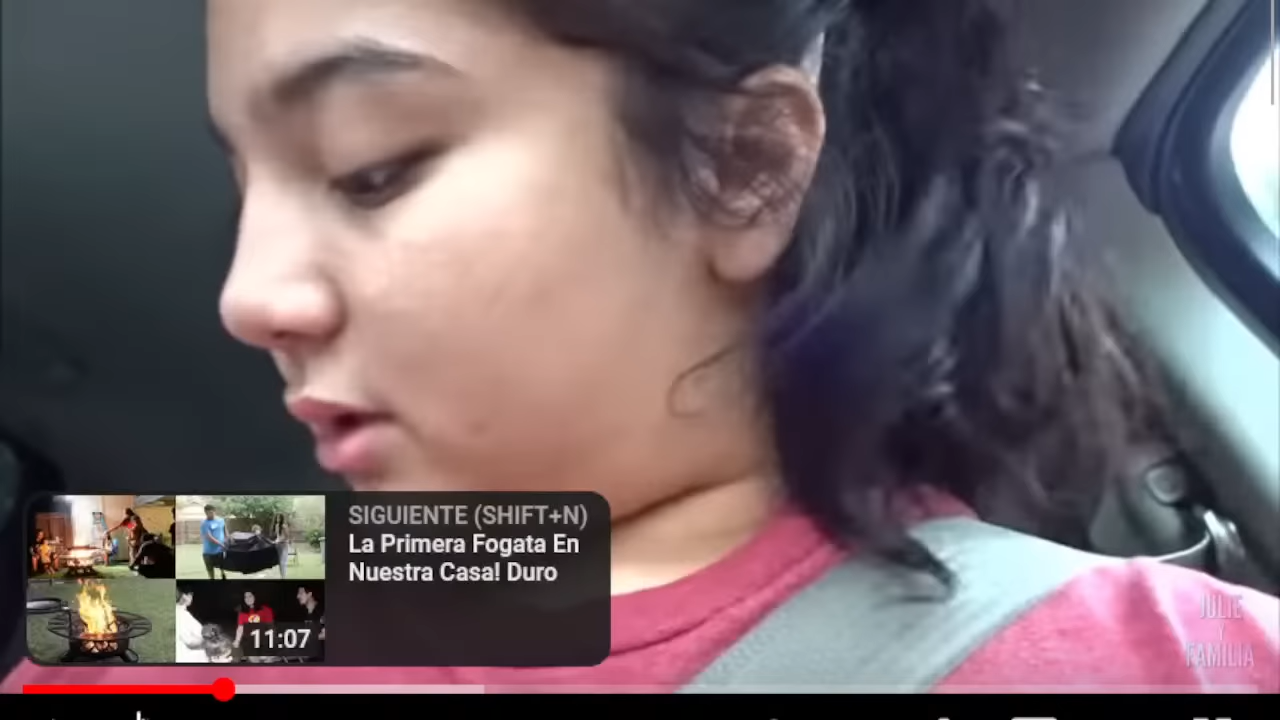 SIGUIENTE (SHIFT+N)
La Primera Fogata En
Nuestra Casa! Duro
11:07
JULIE
Y
FAMILIA